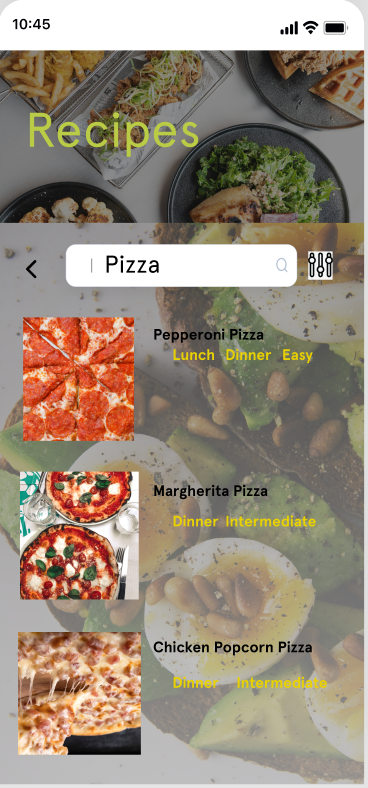 10:45
Recipes
Pizza
Pepperoni Pizza
Lunch Dinner Easy
Margherita Pizza
Dinner Intermediate
Chicken Popcorn Pizza
Dinner Intermediate